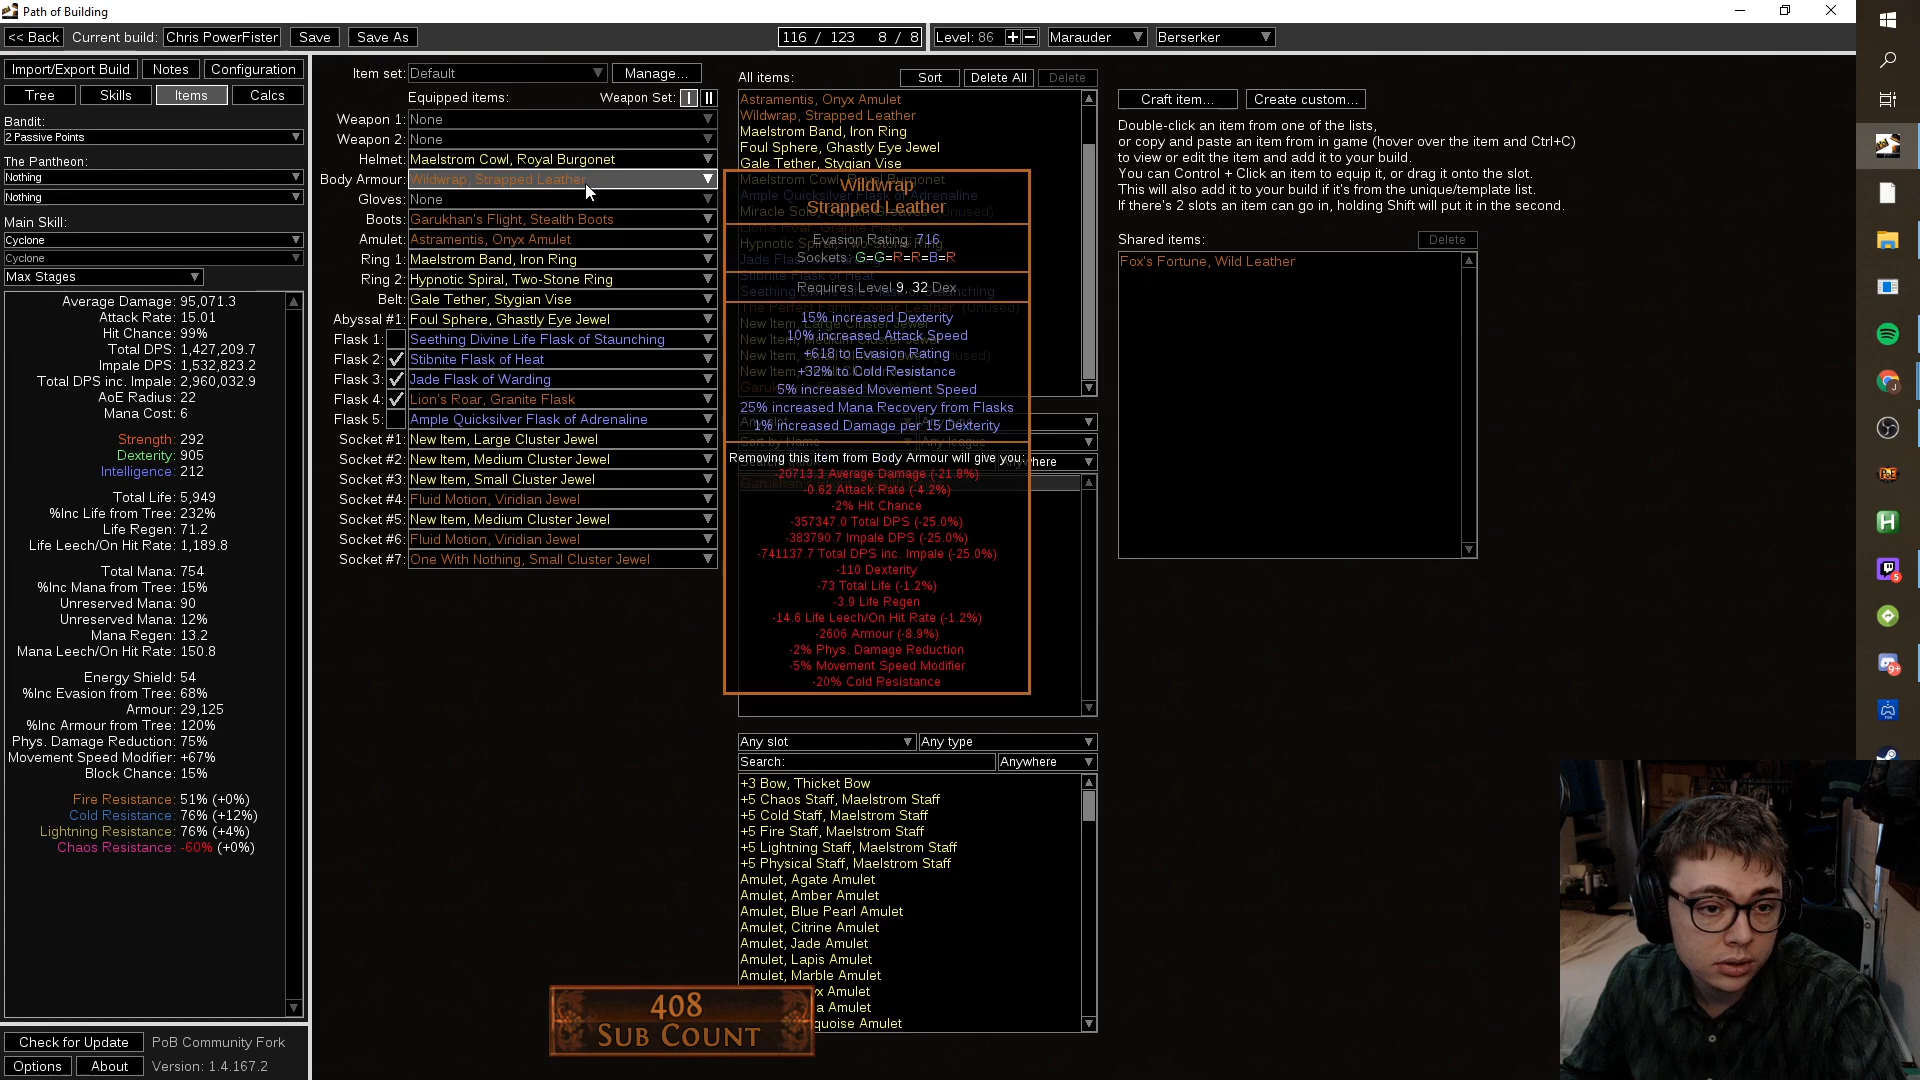 Path of Building
<< Back
Current build:
Chris PowerFister
Save
Save As
116 / 123 8 / 8
Level: 86
Marauder
Berserker
Import/Export Build
Notes
Configuration
Tree
Skills
Items
Calcs
Bandit:
2 Passive Points
The Pantheon:
Nothing
Nothing
Main Skill:
Cyclone
Cyclone
Max Stages
Average Damage: 95,071.3
Attack Rate: 15.01
Hit Chance: 99%
Total DPS: 1,427,209.7
Impale DPS: 1,532,823.2
Total DPS inc. Impale: 2,960,032.9
AoE Radius: 22
Mana Cost: 6
Strength: 292
Dexterity: 905
Intelligence: 212
Total Life: 5,949
%Inc Life from Tree: 232%
Life Regen: 71.2
Life Leech/On Hit Rate: 1,189.8
Total Mana: 754
%Inc Mana from Tree: 15%
Unreserved Mana: 90
Unreserved Mana: 12%
Mana Regen: 13.2
Mana Leech/On Hit Rate: 150.8
Energy Shield: 54
%Inc Evasion from Tree: 68%
Armour: 29,125
%Inc Armour from Tree: 120%
Phys. Damage Reduction: 75%
Movement Speed Modifier: +67%
Block Chance: 15%
Fire Resistance: 51% (+0%)
Cold Resistance: 76% (+12%)
Lightning Resistance: 76% (+4%)
Chaos Resistance: -60% (+0%)
Check for Update
PoB Community Fork
Options
About
Version: 1.4.167.2
Item set: Default
Manage...
Equipped items:
Weapon Set: I II
Weapon 1: None
Weapon 2: None
Helmet: Maelstrom Cowl, Royal Burgonet
Body Armour: Wildwrap, Strapped Leather
Gloves: None
Boots: Garukhan's Flight, Stealth Boots
Amulet: Astramentis, Onyx Amulet
Ring 1: Maelstrom Band, Iron Ring
Ring 2: Hypnotic Spiral, Two-Stone Ring
Belt: Gale Tether, Stygian Vise
Abyssal #1: Foul Sphere, Ghastly Eye Jewel
Flask 1: Seething Divine Life Flask of Staunching
Flask 2: Stibnite Flask of Heat
Flask 3: Jade Flask of Warding
Flask 4: Lion's Roar, Granite Flask
Flask 5: Ample Quicksilver Flask of Adrenaline
Socket #1: New Item, Large Cluster Jewel
Socket #2: New Item, Medium Cluster Jewel
Socket #3: New Item, Small Cluster Jewel
Socket #4: Fluid Motion, Viridian Jewel
Socket #5: New Item, Medium Cluster Jewel
Socket #6: Fluid Motion, Viridian Jewel
Socket #7: One With Nothing, Small Cluster Jewel
All items:
Sort
Delete All
Delete
Astramentis, Onyx Amulet
Wildwrap, Strapped Leather
Maelstrom Band, Iron Ring
Foul Sphere, Ghastly Eye Jewel
Gale Tether, Stygian Vise
Wildwrap
Strapped Leather
Evasion Rating: 716
Sockets: G=G=R=R=B=R
Requires Level 9, 32 Dex
15% increased Dexterity
10% increased Attack Speed
+618 to Evasion Rating
+32% to Cold Resistance
5% increased Movement Speed
25% increased Mana Recovery from Flasks
1% increased Damage per 15 Dexterity
Removing this item from Body Armour will give you:
-20713.3 Average Damage (-21.8%)
-0.62 Attack Rate (-4.2%)
-2% Hit Chance
-357347.0 Total DPS (-25.0%)
-383790.7 Impale DPS (-25.0%)
-741137.7 Total DPS inc. Impale (-25.0%)
-110 Dexterity
-73 Total Life (-1.2%)
-3.9 Life Regen
-14.6 Life Leech/On Hit Rate (-1.2%)
-2606 Armour (-8.9%)
-2% Phys. Damage Reduction
-5% Movement Speed Modifier
-20% Cold Resistance
Any slot
Any type
Search:
Anywhere
+3 Bow, Thicket Bow
+5 Chaos Staff, Maelstrom Staff
+5 Cold Staff, Maelstrom Staff
+5 Fire Staff, Maelstrom Staff
+5 Lightning Staff, Maelstrom Staff
+5 Physical Staff, Maelstrom Staff
Amulet, Agate Amulet
Amulet, Amber Amulet
Amulet, Blue Pearl Amulet
Amulet, Citrine Amulet
Amulet, Jade Amulet
Amulet, Lapis Amulet
Amulet, Marble Amulet
yx Amulet
a Amulet
quoise Amulet
408
SUB COUNT
Craft item...
Create custom...
Double-click an item from one of the lists,
or copy and paste an item from in game (hover over the item and Ctrl+C)
to view or edit the item and add it to your build.
You can Control + Click an item to equip it, or drag it onto the slot.
This will also add it to your build if it's from the unique/template list.
If there's 2 slots an item can go in, holding Shift will put it in the second.
Shared items:
Delete
Fox's Fortune, Wild Leather